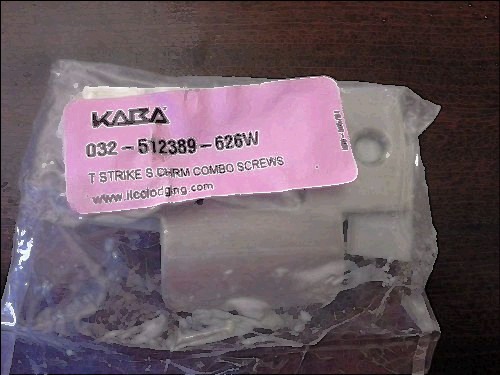 KABA
032-512389-626W
T STRIKE S.CHRM COMBO SCREWS
www.ilcolodging.com